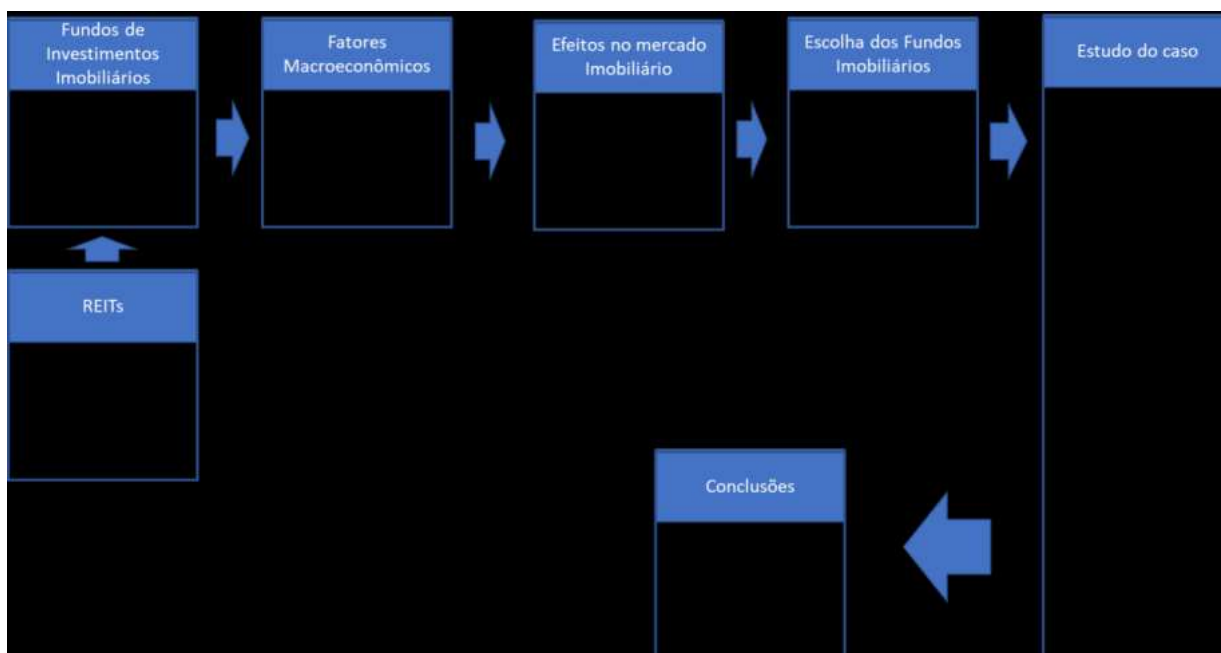 Fundos de
Investimentos
Imobiliários
Fatores
Macroeconômicos
Efeitos no mercado
Imobiliário
Escolha dos Fundos
Imobiliários
Estudo do caso
REITs
Conclusões